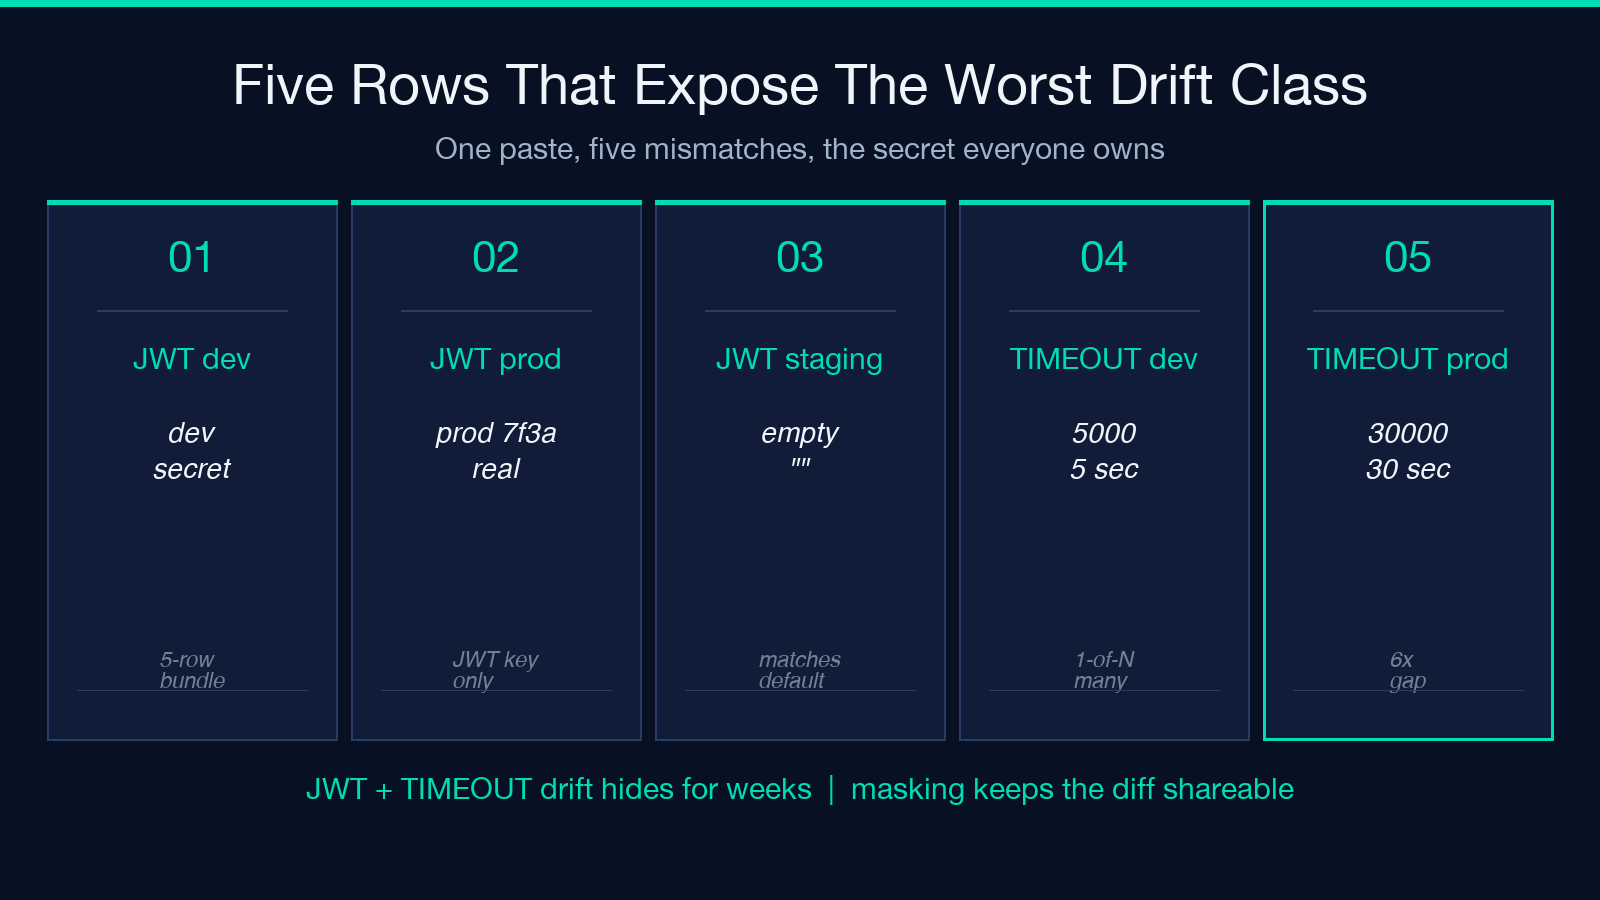 Five Rows That Expose The Worst Drift Class
One paste, five mismatches, the secret everyone owns
01
JWT dev
dev
secret
5-row
bundle
02
JWT prod
prod 7f3a
real
JWT key
only
03
JWT staging
empty
""
matches
default
04
TIMEOUT dev
5000
5 sec
1-of-N
many
05
TIMEOUT prod
30000
30 sec
6x
gap
JWT + TIMEOUT drift hides for weeks | masking keeps the diff shareable